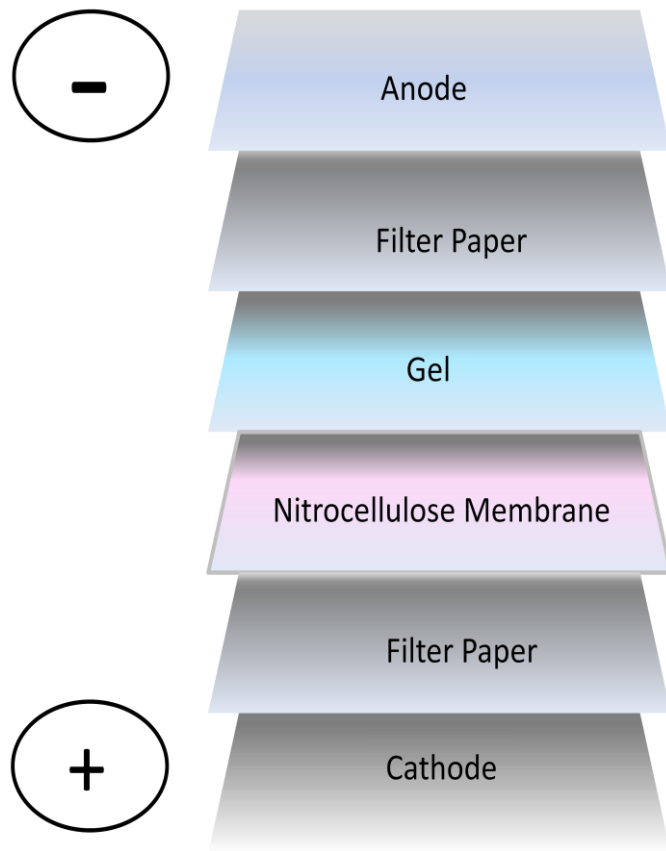 -
Anode
Filter Paper
Gel
Nitrocellulose Membrane
Filter Paper
+
Cathode